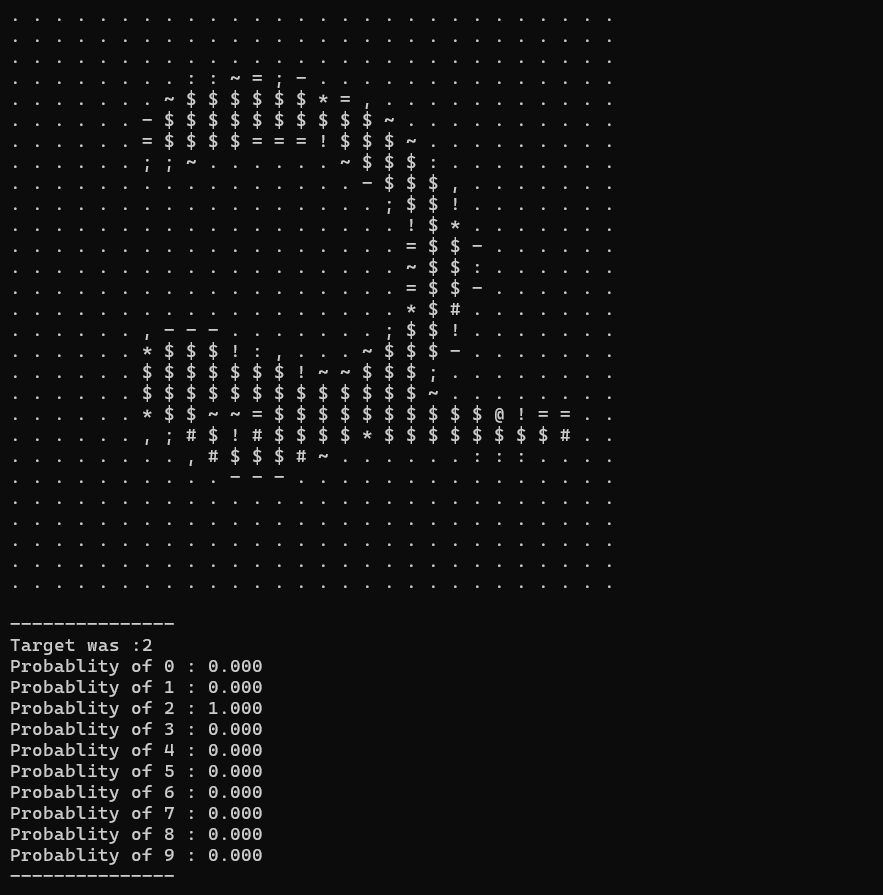 . . . . . . . . . . . . . . . . . . . . . . . . . . . .
. . . . . . . . . . . . . . . . . . . . . . . . . . . .
. . . . . . . . . . . . . . . . . . . . . . . . . . . .
. . . . . . . . : : ~ = ; - . . . . . . . . . . . . . .
. . . . . . . ~ $ $ $ $ $ $ * = , . . . . . . . . . . .
. . . . . . - $ $ $ $ $ $ $ $ $ $ ~ . . . . . . . . . .
. . . . . . = $ $ $ $ = = = ! $ $ $ ~ . . . . . . . . .
. . . . . . ; ; ~ . . . . . . ~ $ $ $ : . . . . . . . .
. . . . . . . . . . . . . . . . - $ $ $ , . . . . . . .
. . . . . . . . . . . . . . . . . ; $ $ ! . . . . . . .
. . . . . . . . . . . . . . . . . . ! $ * . . . . . . .
. . . . . . . . . . . . . . . . . . = $ $ - . . . . . .
. . . . . . . . . . . . . . . . . . ~ $ $ : . . . . . .
. . . . . . . . . . . . . . . . . . = $ $ - . . . . . .
. . . . . . . . . . . . . . . . . . * $ # . . . . . . .
. . . . . . , - - - . . . . . . . ; $ $ ! . . . . . . .
. . . . . . * $ $ $ ! : , . . . ~ $ $ $ - . . . . . . .
. . . . . . $ $ $ $ $ $ $ ! ~ ~ $ $ $ ; . . . . . . . .
. . . . . . $ $ $ $ $ $ $ $ $ $ $ $ $ ~ . . . . . . . .
. . . . . . * $ $ ~ ~ = $ $ $ $ $ $ $ $ $ $ @ ! = = . .
. . . . . . , ; # $ ! # $ $ $ $ * $ $ $ $ $ $ $ $ # . .
. . . . . . . . , # $ $ $ # ~ . . . . . . : : : . . . .
. . . . . . . . . . - - - . . . . . . . . . . . . . . .
. . . . . . . . . . . . . . . . . . . . . . . . . . . .
. . . . . . . . . . . . . . . . . . . . . . . . . . . .
. . . . . . . . . . . . . . . . . . . . . . . . . . . .
. . . . . . . . . . . . . . . . . . . . . . . . . . . .
. . . . . . . . . . . . . . . . . . . . . . . . . . . .
---------------
Target was :2
Probablity of 0 : 0.000
Probablity of 1 : 0.000
Probablity of 2 : 1.000
Probablity of 3 : 0.000
Probablity of 4 : 0.000
Probablity of 5 : 0.000
Probablity of 6 : 0.000
Probablity of 7 : 0.000
Probablity of 8 : 0.000
Probablity of 9 : 0.000
---------------